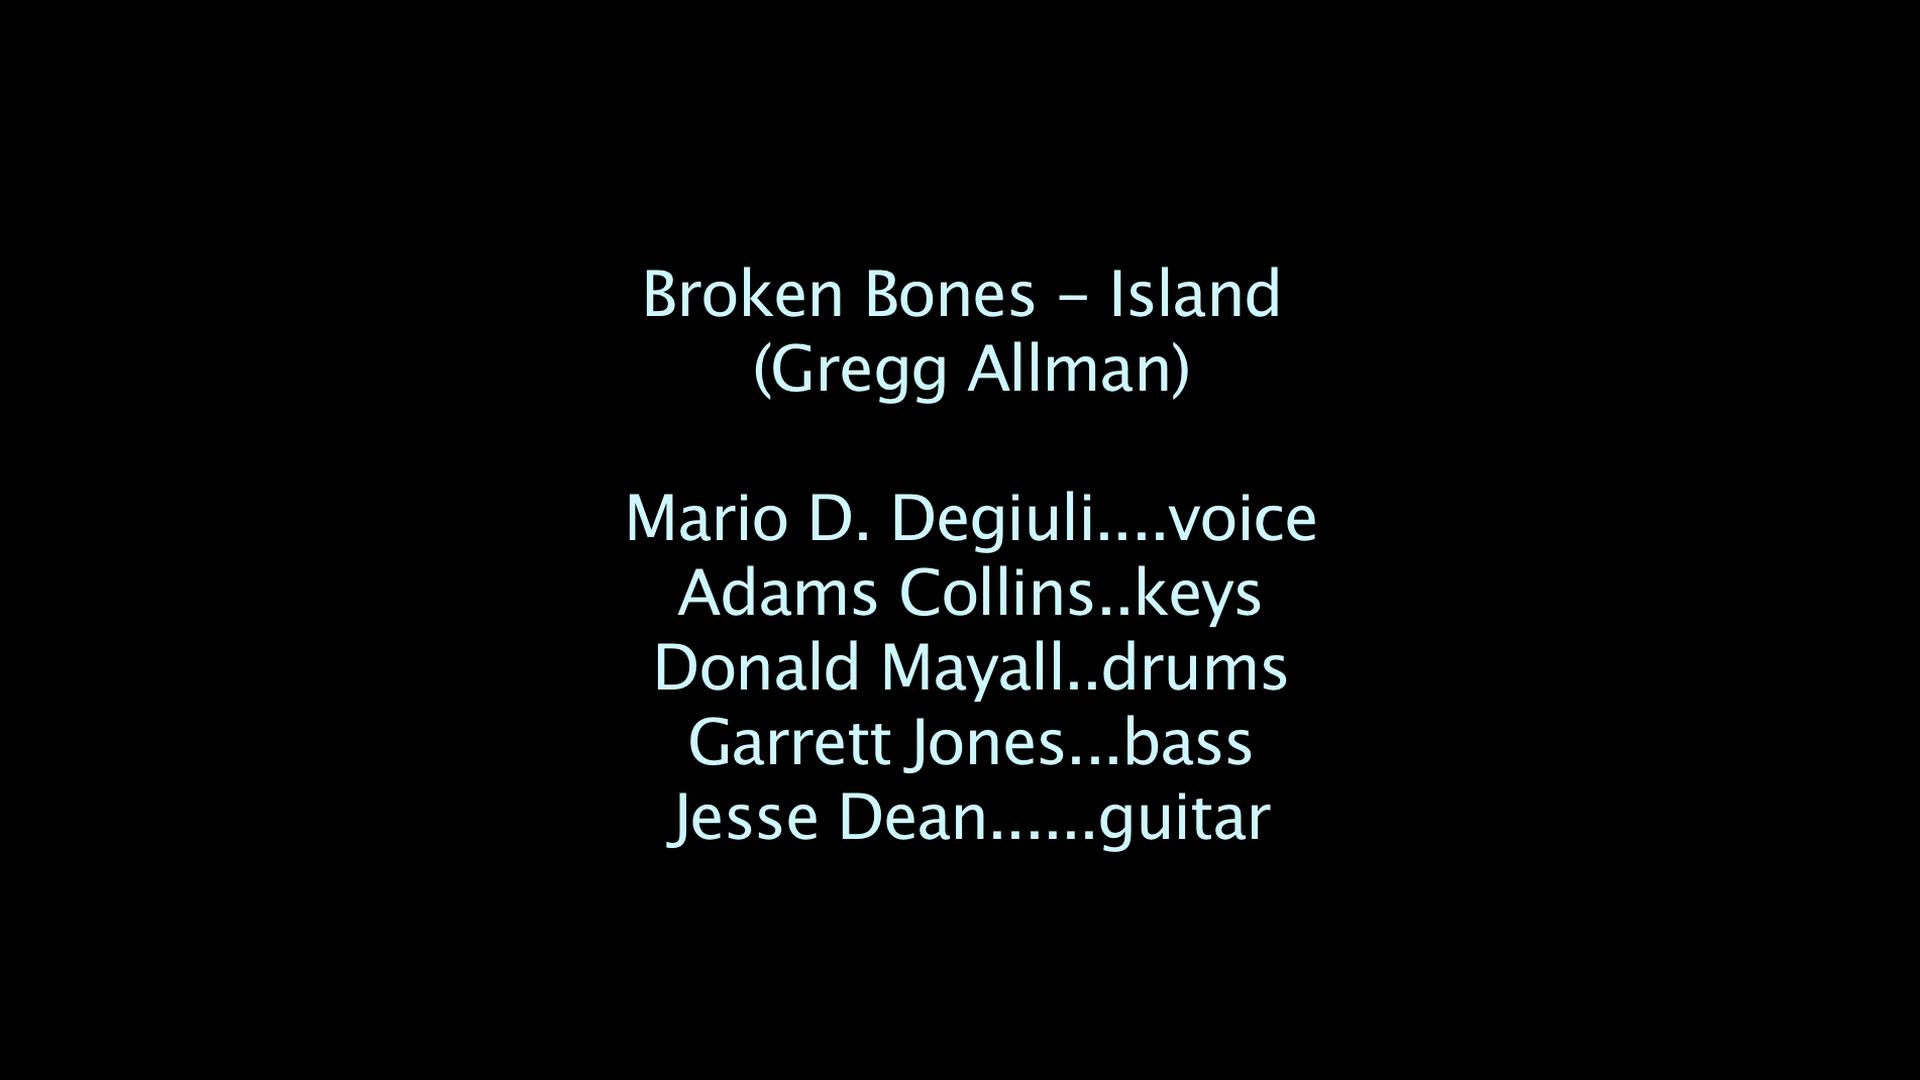 Broken Bones - Island
(Gregg Allman)
Mario D. Degiuli....voice
Adams Collins..keys
Donald Mayall..drums
Garrett Jones...bass
Jesse Dean......guitar